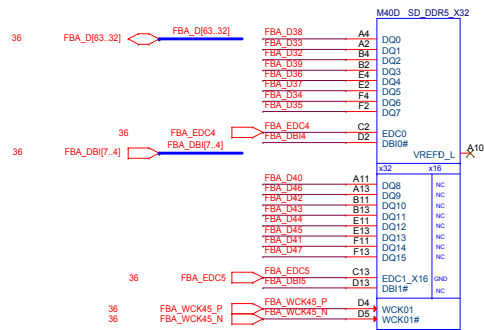 M40D SD_DDR5_X32
36 FBA_D[63..32] FBA_D[63..32]
FBA_D38 A4 DQ0
FBA_D33 A2 DQ1
FBA_D32 B4 DQ2
FBA_D39 B2 DQ3
FBA_D36 E4 DQ4
FBA_D37 E2 DQ5
FBA_D34 F4 DQ6
FBA_D35 F2 DQ7
36 FBA_EDC4 FBA_EDC4 C2 EDC0
FBA_DBI4 D2 DBI0#
36 FBA_DBI[7..4] FBA_DBI[7..4]
VREFD_L A10
x32 x16
FBA_D40 A11 DQ8 NC
FBA_D46 A13 DQ9 NC
FBA_D42 B11 DQ10 NC
FBA_D43 B13 DQ11 NC
FBA_D44 E11 DQ12 NC
FBA_D45 E13 DQ13 NC
FBA_D41 F11 DQ14 NC
FBA_D47 F13 DQ15 NC
36 FBA_EDC5 FBA_EDC5 C13 EDC1_X16 GND
FBA_DBI5 D13 DBI1# NC
36 FBA_WCK45_P FBA_WCK45_P D4 WCK01
36 FBA_WCK45_N FBA_WCK45_N D5 WCK01#